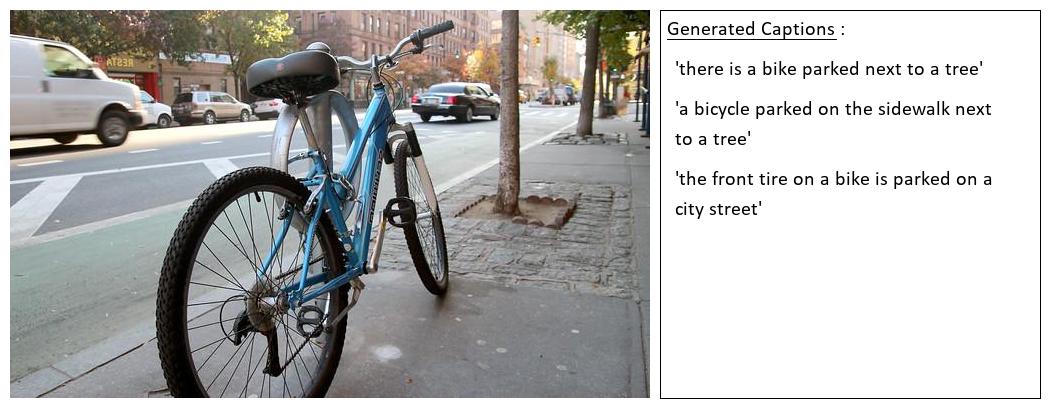 Generated Captions :
'there is a bike parked next to a tree'
'a bicycle parked on the sidewalk next
to a tree'
'the front tire on a bike is parked on a
city street'